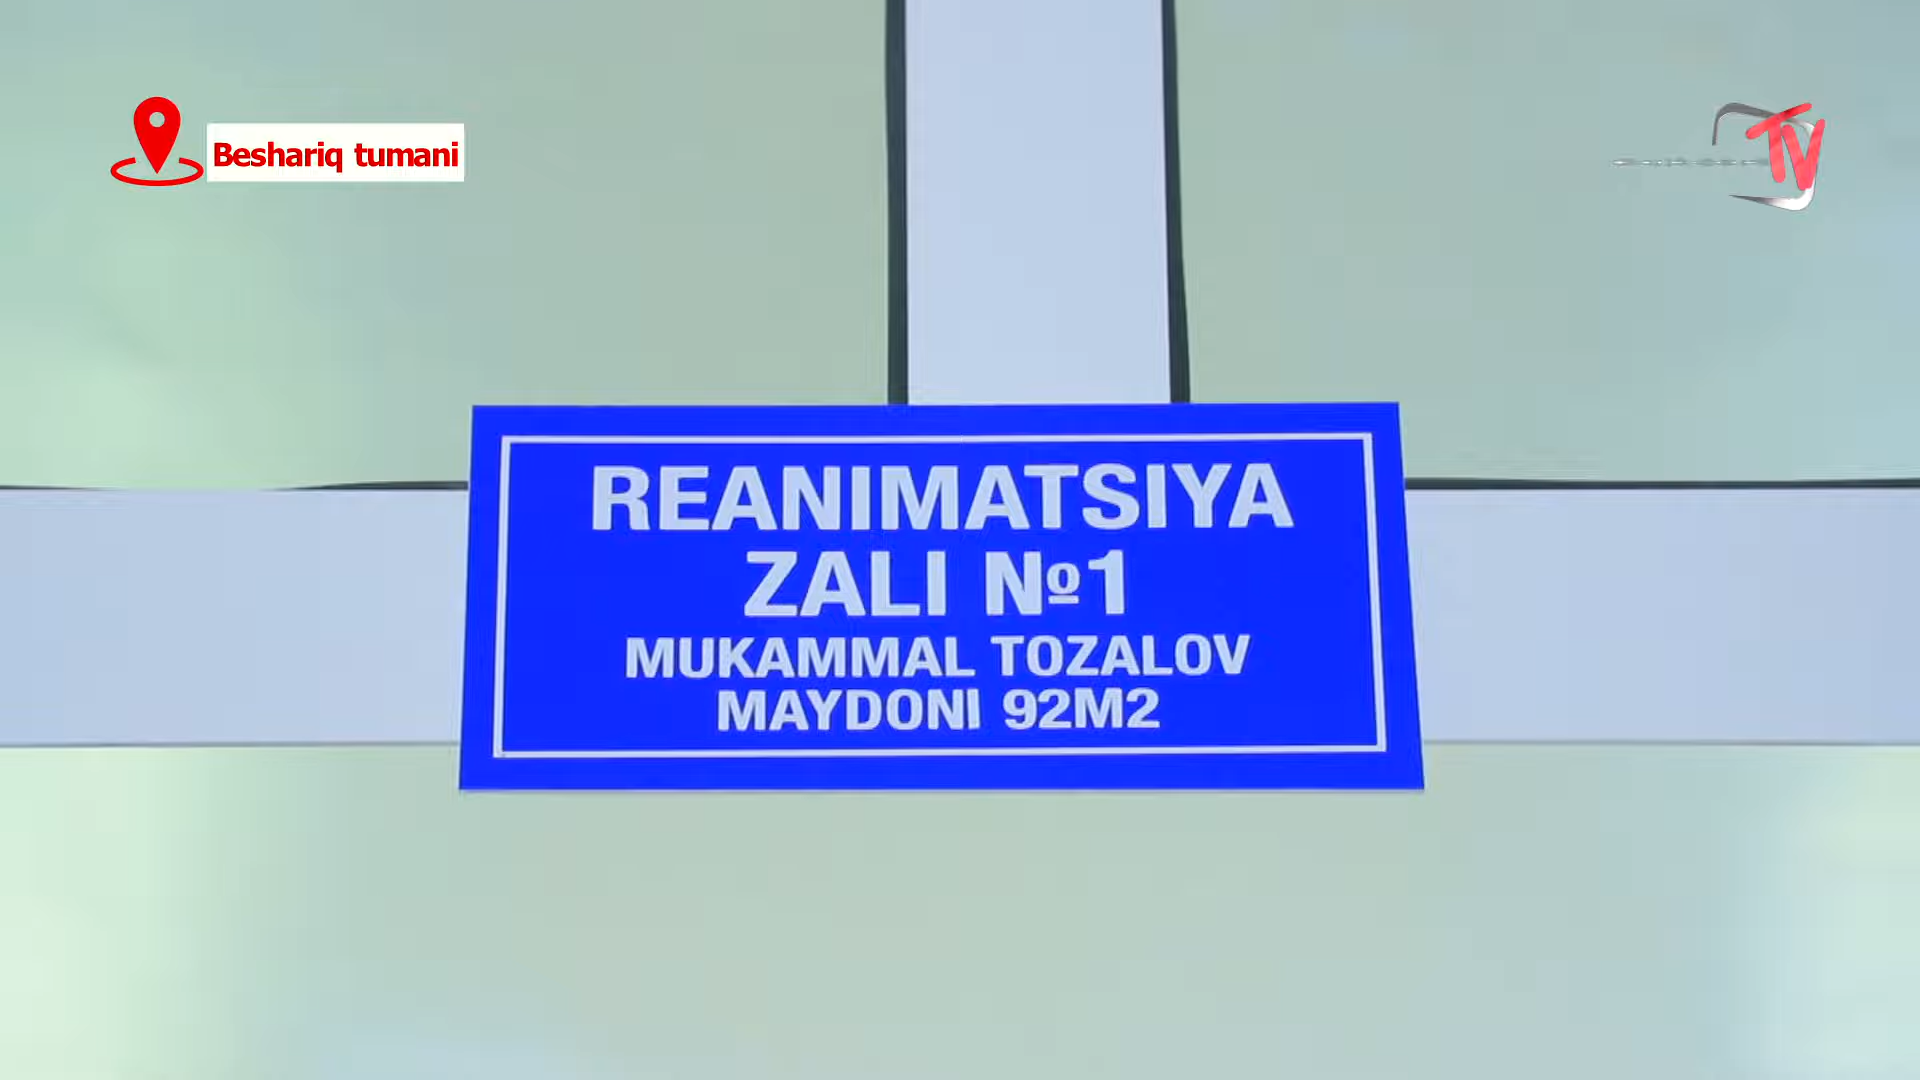 Beshariq tumani
TV
REANIMATSIYA
ZALI №1
MUKAMMAL TOZALOV
MAYDONI 92M2